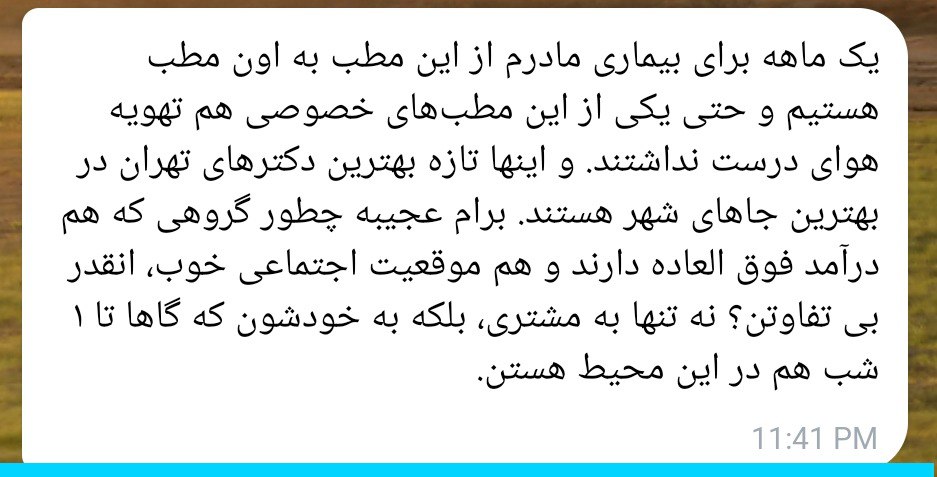 یک ماهه برای بیماری مادرم از این مطب به اون مطب
هستیم و حتی یکی از این مطب‌های خصوصی هم تهویه
هوای درست نداشتند. و اینها تازه بهترین دکترهای تهران در
بهترین جاهای شهر هستند. برام عجیبه چطور گروهی که هم
درآمد فوق العاده دارند و هم موقعیت اجتماعی خوب، انقدر
بی تفاوتن؟ نه تنها به مشتری، بلکه به خودشون که گاها تا ۱
شب هم در این محیط هستن.
11:41 PM